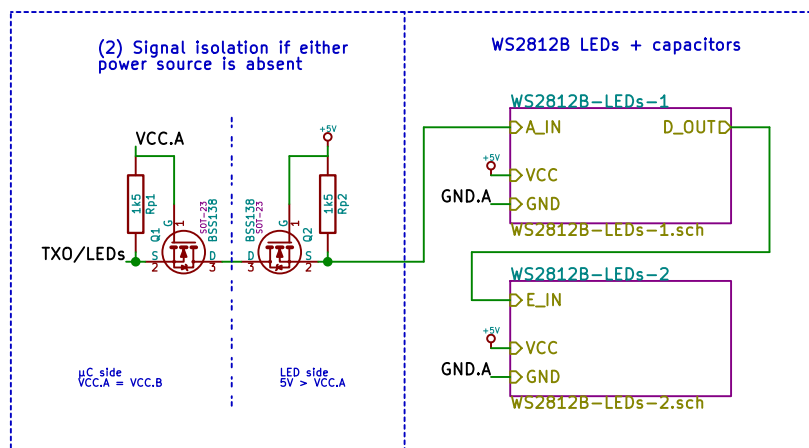 (2) Signal isolation if either
power source is absent
WS2812B LEDs + capacitors
VCC.A
1k5
Rp1
TXO/LEDs
Q1
SOT-23
BSS138
G
1
S
2
D
3
+5V
1k5
Rp2
BSS138
SOT-23
G
1
Q2
D
3
S
2
µC side
VCC.A = VCC.B
LED side
5V > VCC.A
WS2812B-LEDs-1
A_IN
D_OUT
+5V
VCC
GND.A
GND
WS2812B-LEDs-1.sch
WS2812B-LEDs-2
E_IN
+5V
VCC
GND.A
GND
WS2812B-LEDs-2.sch